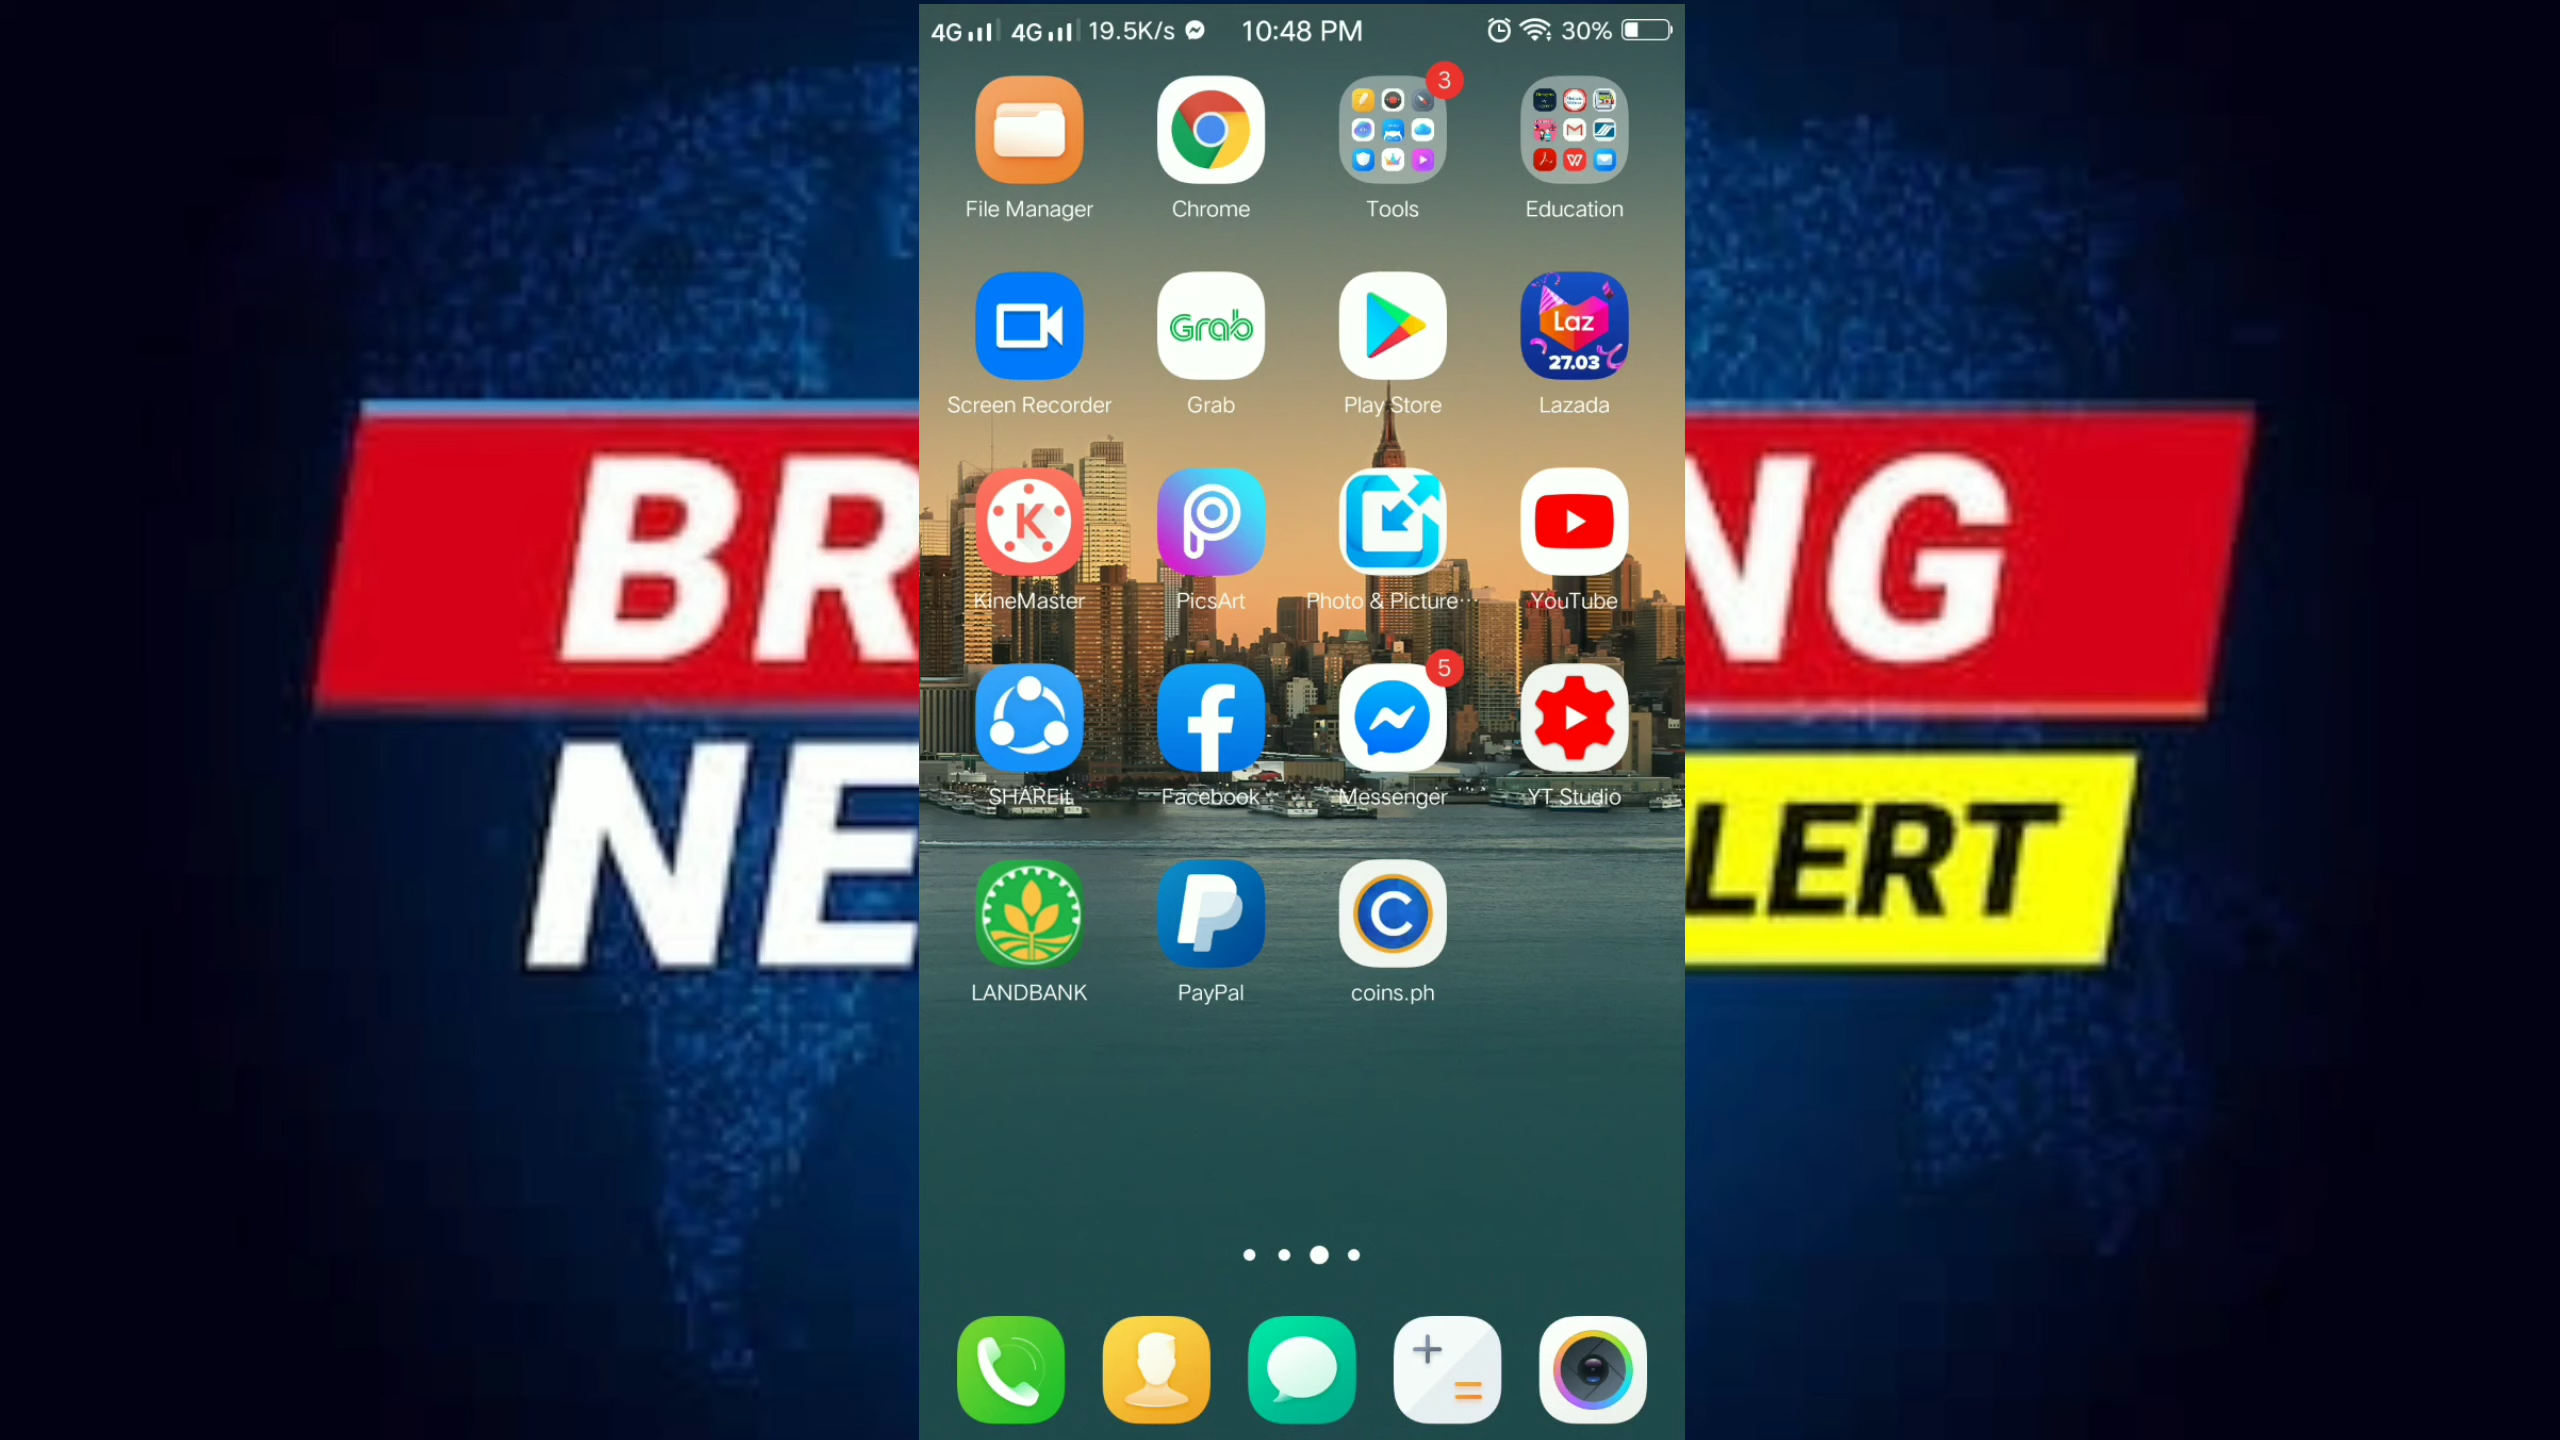 4G 4G 19.5K/s 10:48 PM 30%
3
File Manager Chrome Tools Education
Grab
Laz
27.03
Screen Recorder Grab Play Store Lazada
BR NG
K
KineMaster PicsArt Photo & Picture...
YouTube
5
SHAREit Facebook Messenger YT Studio
NE LERT
LANDBANK PayPal coins.ph